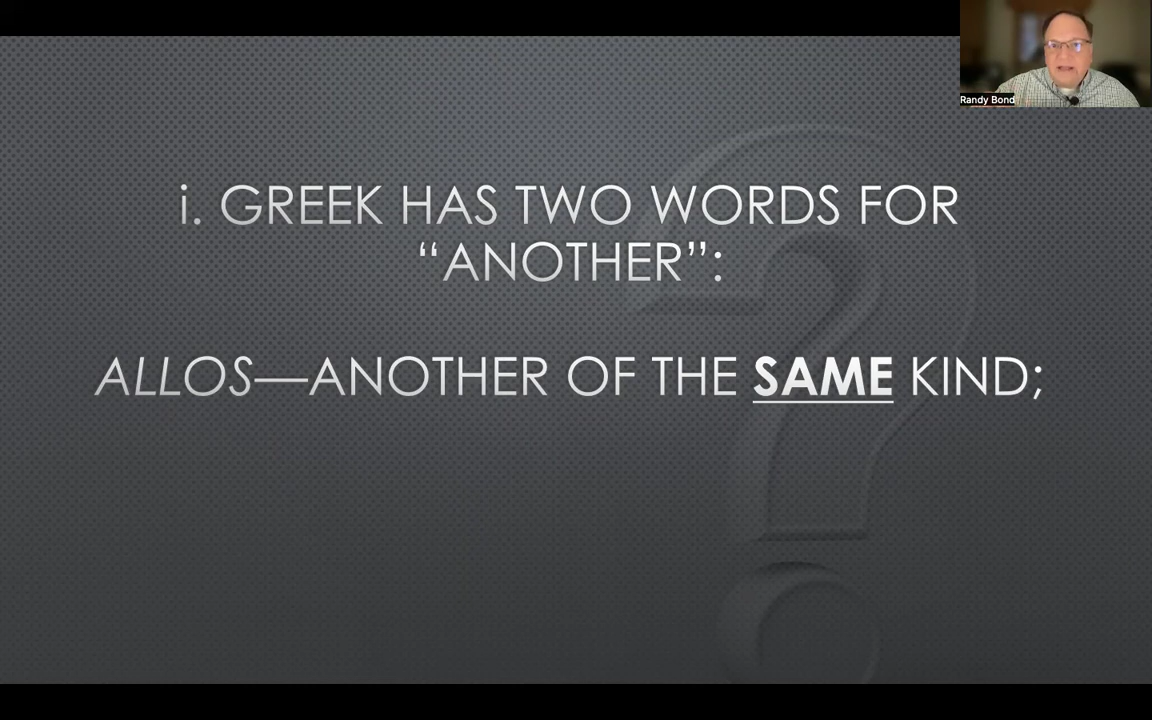 Randy Bond
i. GREEK HAS TWO WORDS FOR
“ANOTHER”:
ALLOS—ANOTHER OF THE SAME KIND;